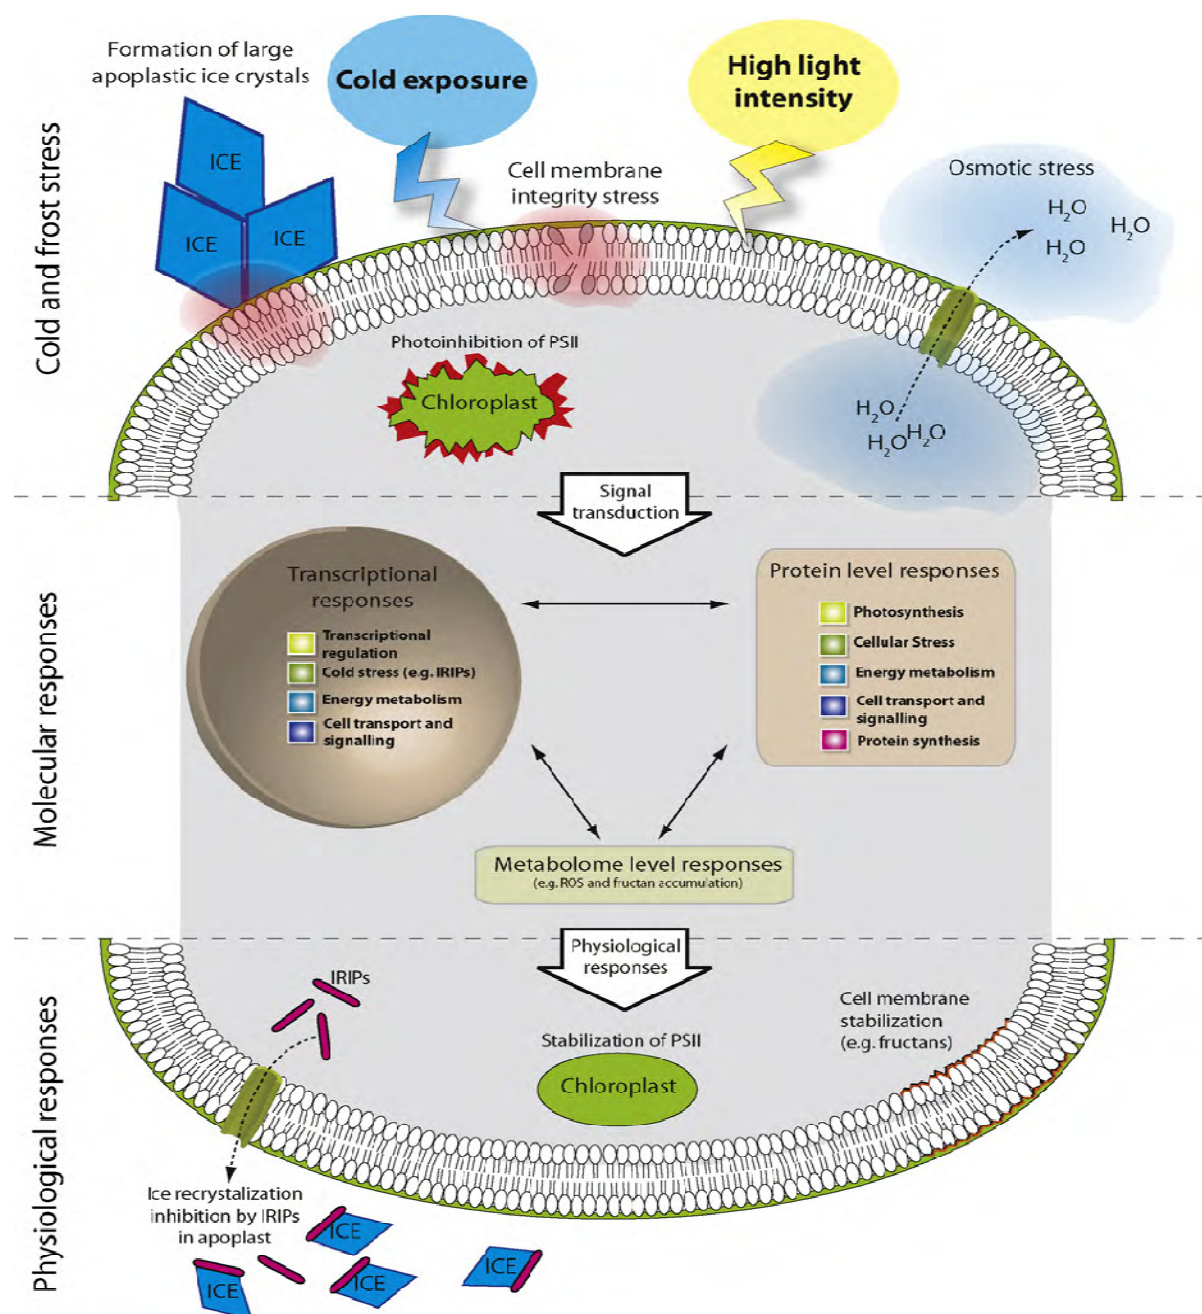 Formation of large
apoplastic ice crystals
Cold exposure
High light
intensity
Cold and frost stress
ICE
ICE
ICE
Cell membrane
integrity stress
Osmotic stress
H2O
H2O
H2O
Photoinhibition of PSII
Chloroplast
H2O
H2O
H2O
Signal
transduction
Molecular responses
Transcriptional
responses
Transcriptional
regulation
Cold stress (e.g. IRIPs)
Energy metabolism
Cell transport and
signalling
Protein level responses
Photosynthesis
Cellular Stress
Energy metabolism
Cell transport and
signalling
Protein synthesis
Metabolome level responses
(e.g. ROS and fructan accumulation)
Physiological
responses
Physiological responses
IRIPs
Stabilization of PSII
Chloroplast
Cell membrane
stabilization
(e.g. fructans)
Ice recrystalization
inhibition by IRIPs
in apoplast
ICE
ICE
ICE
ICE